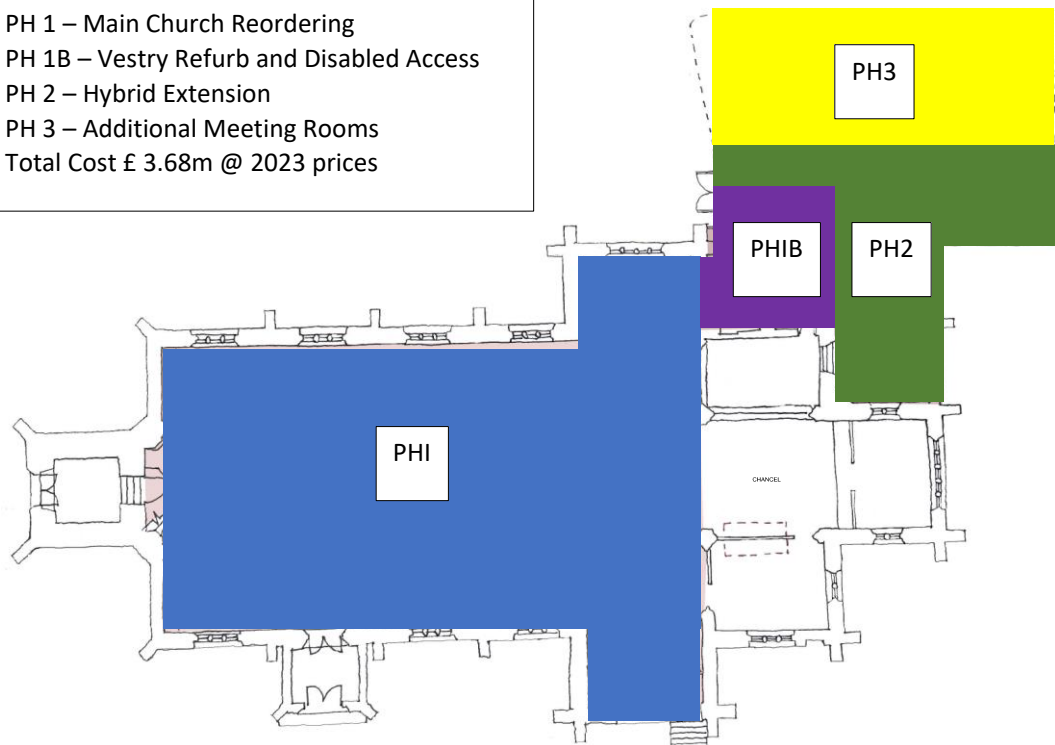 PH 1 – Main Church Reordering
PH 1B – Vestry Refurb and Disabled Access
PH 2 – Hybrid Extension
PH 3 – Additional Meeting Rooms
Total Cost £ 3.68m @ 2023 prices
PH3
PHIB
PH2
PHI
CHANCEL